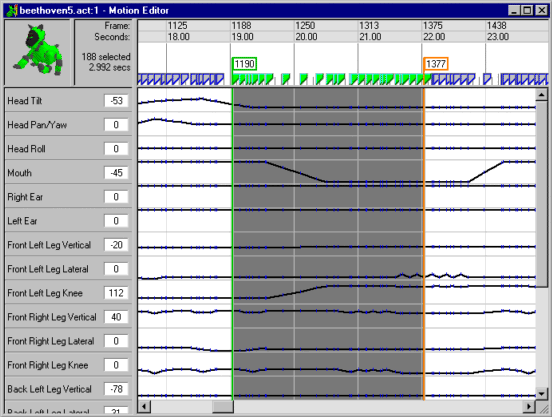 beethoven5.act:1 - Motion Editor
Frame: 1125 1188 1250 1313 1375 1438
Seconds: 18.00 19.00 20.00 21.00 22.00 23.00
188 selected
2.992 secs
1190 1377
Head Tilt -53
Head Pan/Yaw 0
Head Roll 0
Mouth -45
Right Ear 0
Left Ear 0
Front Left Leg Vertical -20
Front Left Leg Lateral 0
Front Left Leg Knee 112
Front Right Leg Vertical 40
Front Right Leg Lateral 0
Front Right Leg Knee 0
Back Left Leg Vertical -78
Back Left Leg Lateral 21